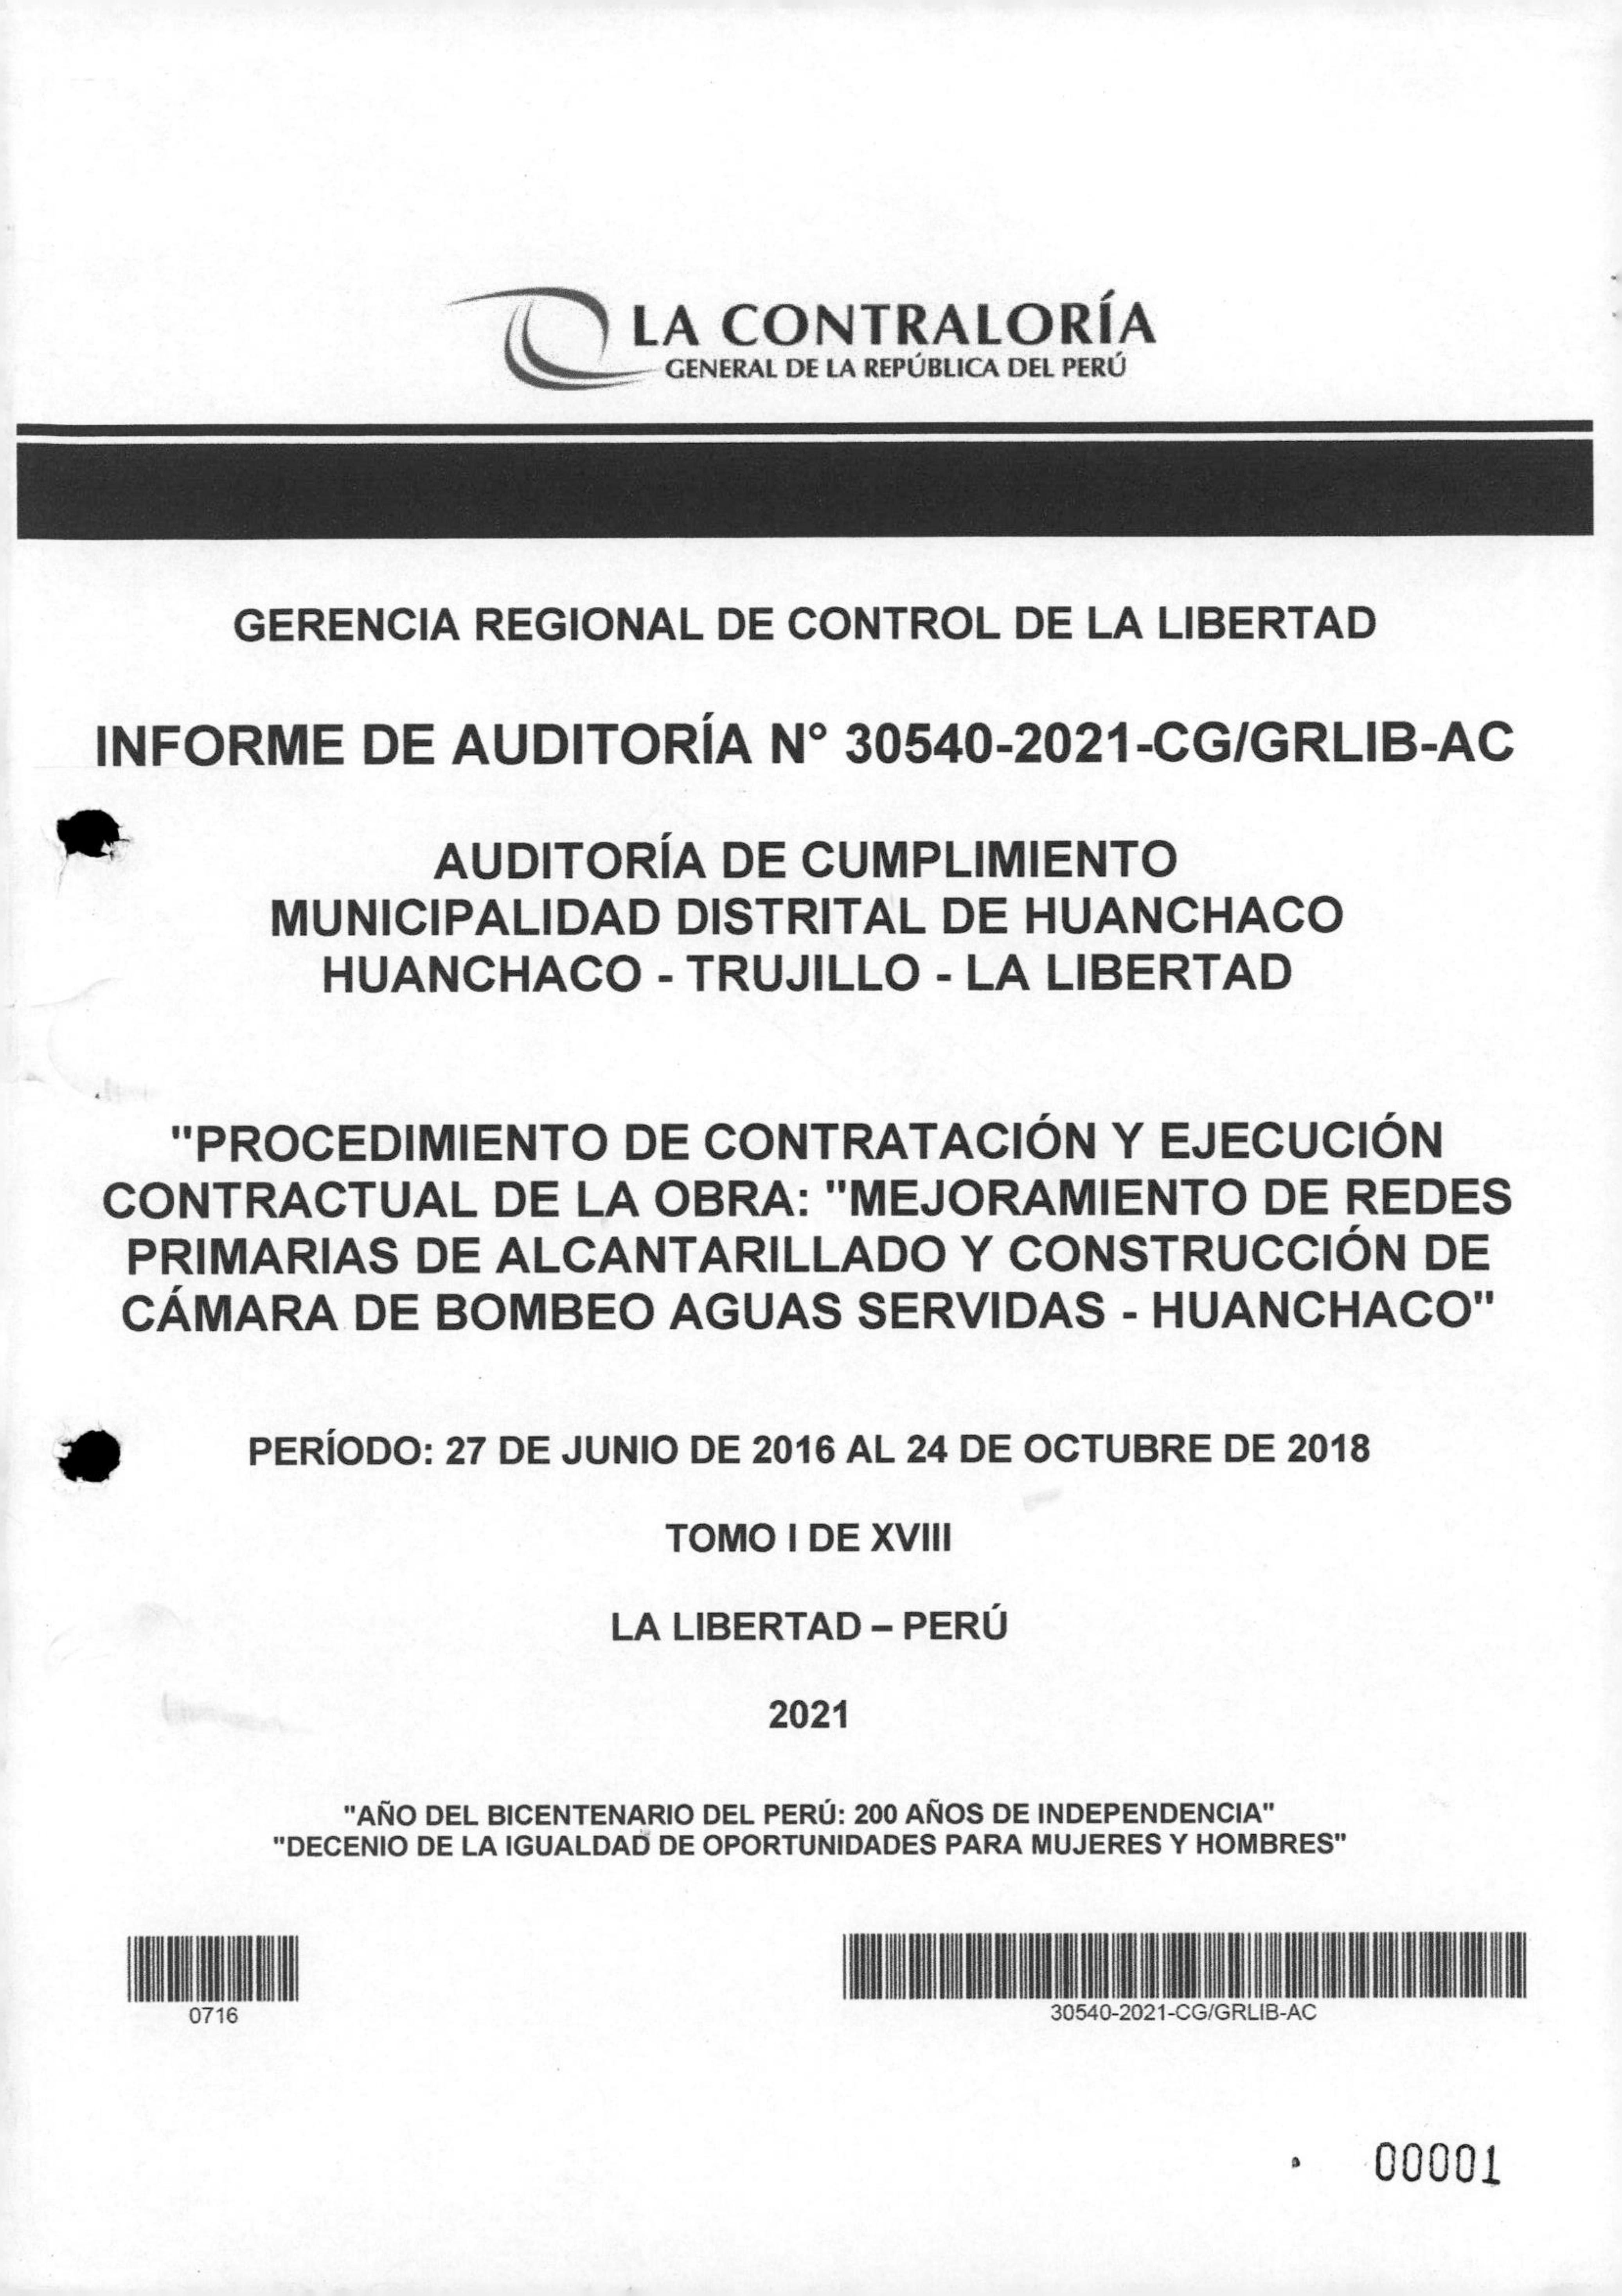 LA CONTRALORÍA
GENERAL DE LA REPÚBLICA DEL PERÚ
GERENCIA REGIONAL DE CONTROL DE LA LIBERTAD
INFORME DE AUDITORÍA N° 30540-2021-CG/GRLIB-AC
AUDITORÍA DE CUMPLIMIENTO
MUNICIPALIDAD DISTRITAL DE HUANCHACO
HUANCHACO - TRUJILLO - LA LIBERTAD
"PROCEDIMIENTO DE CONTRATACIÓN Y EJECUCIÓN
CONTRACTUAL DE LA OBRA: "MEJORAMIENTO DE REDES
PRIMARIAS DE ALCANTARILLADO Y CONSTRUCCIÓN DE
CÁMARA DE BOMBEO AGUAS SERVIDAS - HUANCHACO"
PERÍODO: 27 DE JUNIO DE 2016 AL 24 DE OCTUBRE DE 2018
TOMO I DE XVIII
LA LIBERTAD – PERÚ
2021
"AÑO DEL BICENTENARIO DEL PERÚ: 200 AÑOS DE INDEPENDENCIA"
"DECENIO DE LA IGUALDAD DE OPORTUNIDADES PARA MUJERES Y HOMBRES"
0716
30540-2021-CG/GRLIB-AC
00001